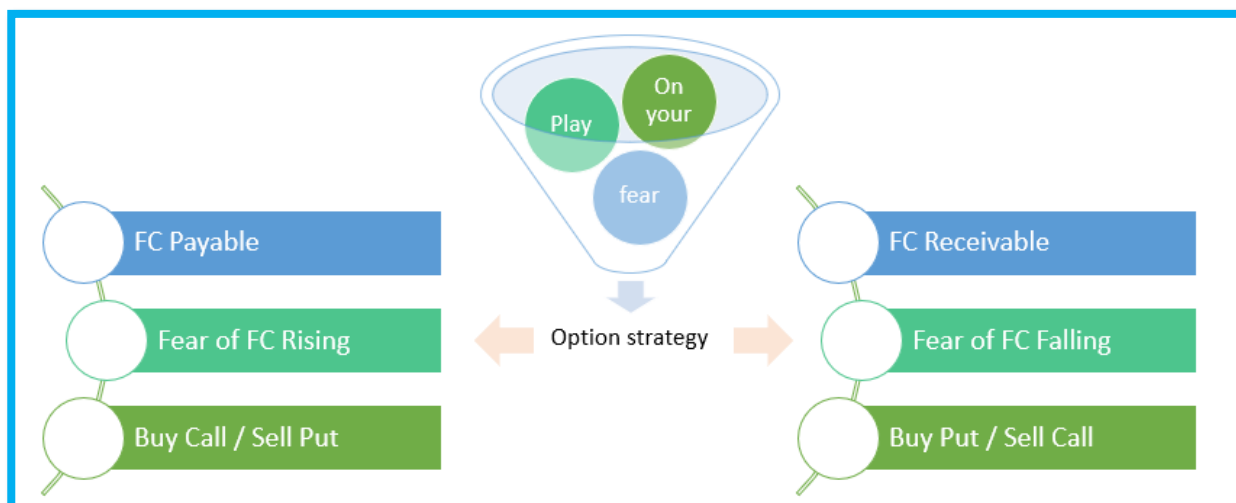 Play
On
your
fear
Option strategy
FC Payable
Fear of FC Rising
Buy Call / Sell Put
FC Receivable
Fear of FC Falling
Buy Put / Sell Call